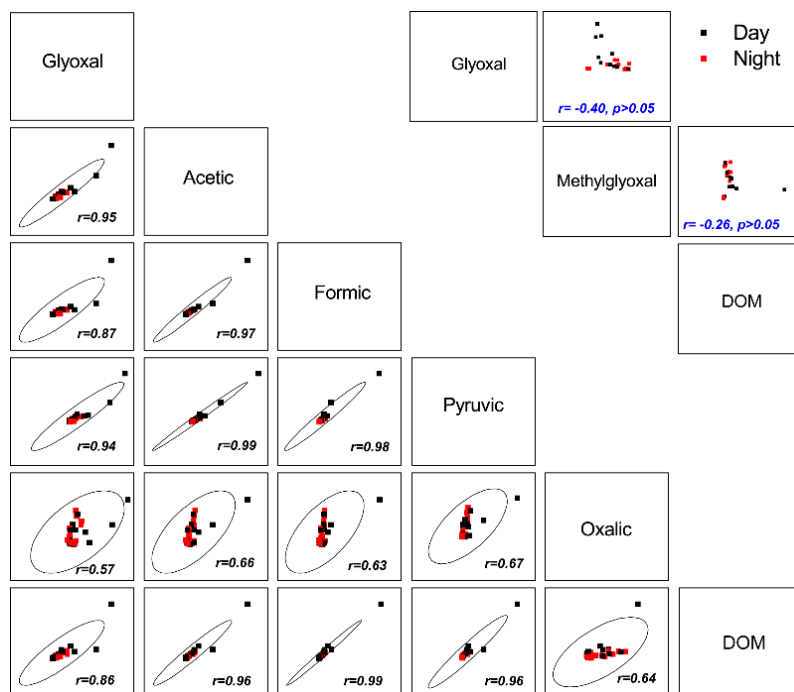 Glyoxal
Glyoxal
r= -0.40, p>0.05
Day
Night
r=0.95
Acetic
Methylglyoxal
r= -0.26, p>0.05
r=0.87
r=0.97
Formic
DOM
r=0.94
r=0.99
r=0.98
Pyruvic
r=0.57
r=0.66
r=0.63
r=0.67
Oxalic
r=0.86
r=0.96
r=0.99
r=0.96
r=0.64
DOM